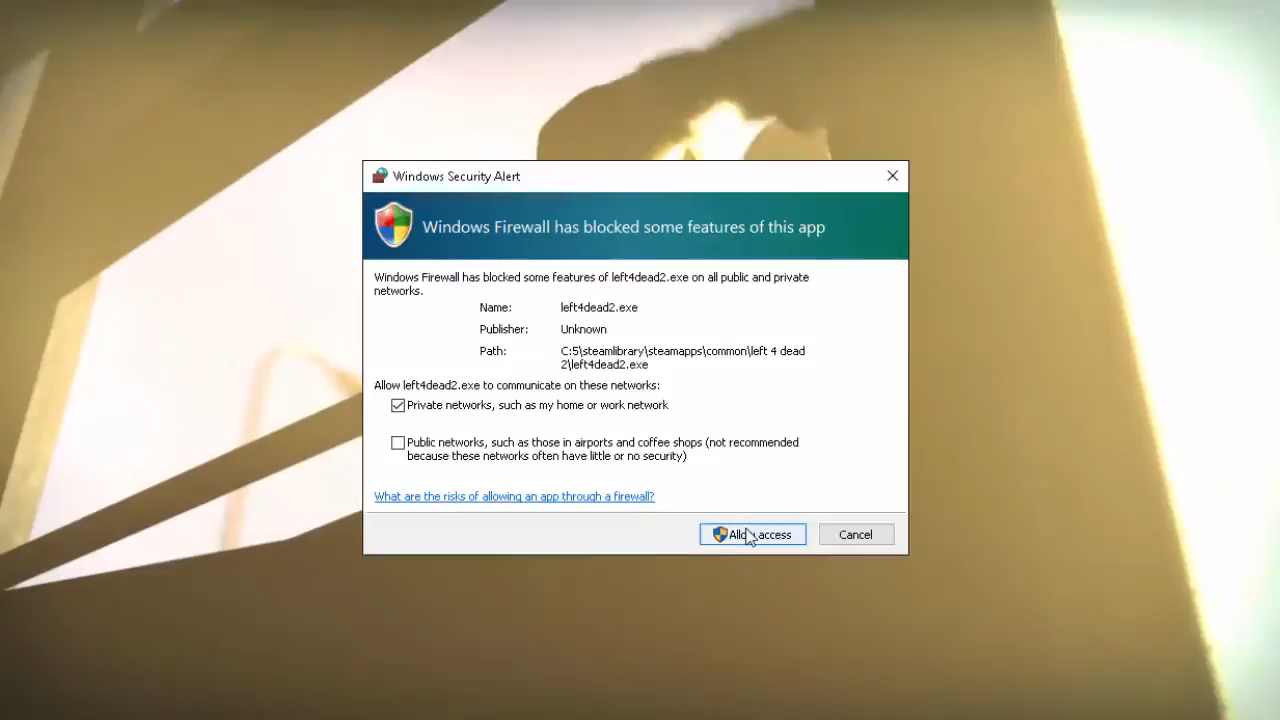 Windows Security Alert
Windows Firewall has blocked some features of this app
Windows Firewall has blocked some features of left4dead2.exe on all public and private
networks.
Name: left4dead2.exe
Publisher: Unknown
Path: C:5\steamlibrary\steamapps\common\left 4 dead
2\left4dead2.exe
Allow left4dead2.exe to communicate on these networks:
Private networks, such as my home or work network
Public networks, such as those in airports and coffee shops (not recommended
because these networks often have little or no security)
What are the risks of allowing an app through a firewall?
Allow access Cancel